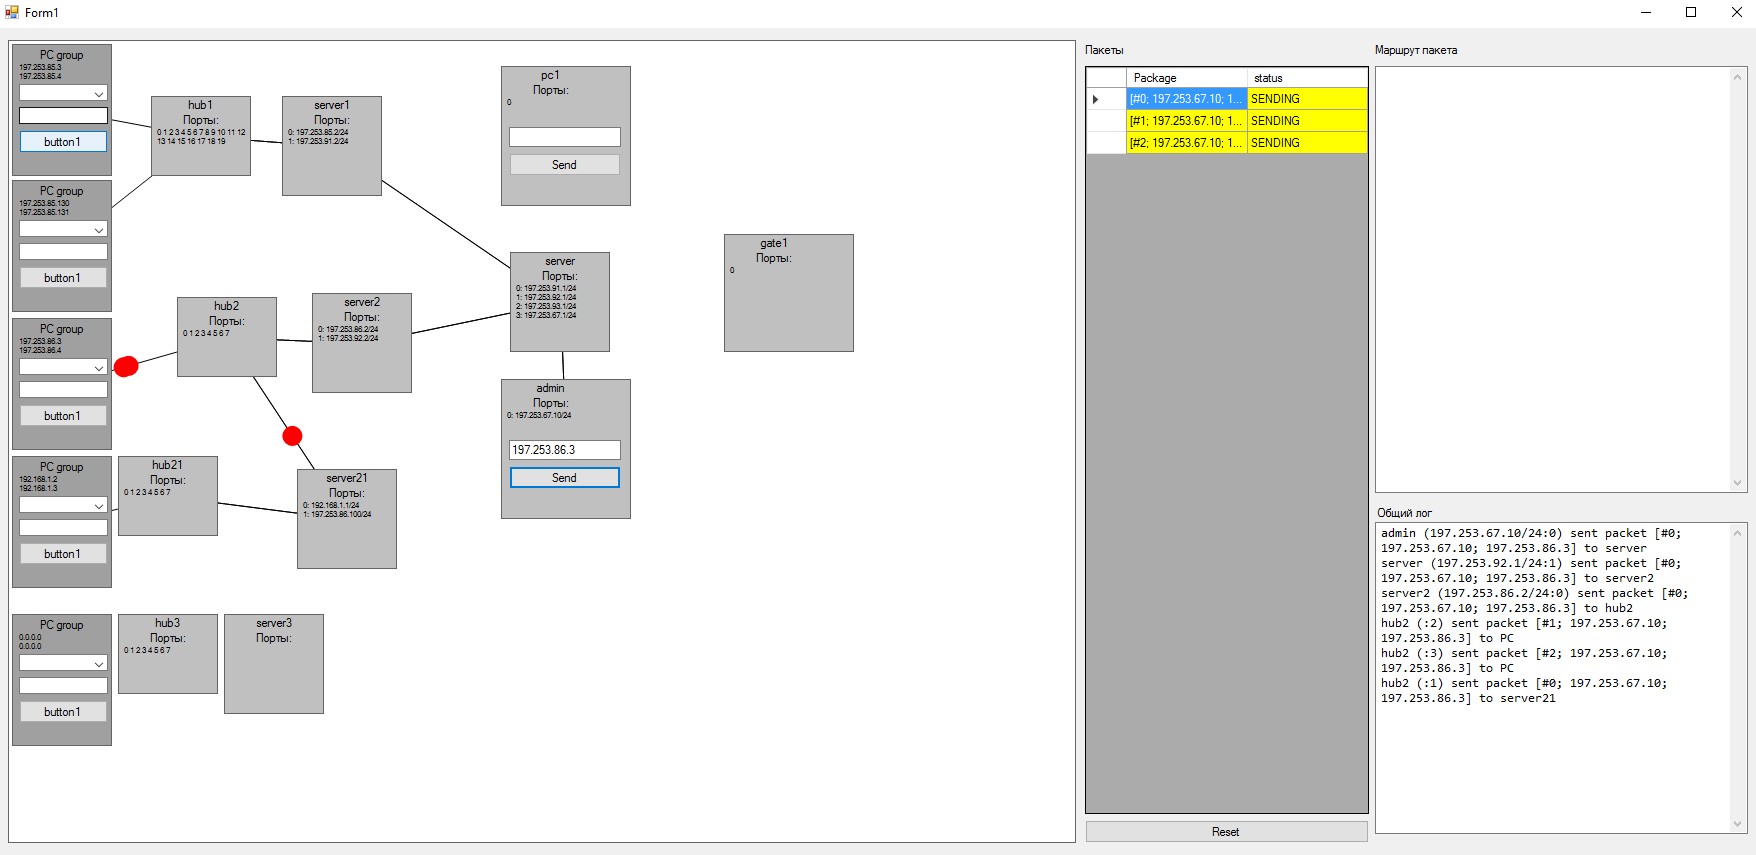 Form1
PC group
197.253.85.3
197.253.85.4
button1
hub1
Порты:
0 1 2 3 4 5 6 7 8 9 10 11 12
13 14 15 16 17 18 19
server1
Порты:
0: 197.253.85.2/24
1: 197.253.91.2/24
pc1
Порты:
0
Send
PC group
197.253.85.130
197.253.85.131
button1
server
Порты:
0: 197.253.91.1/24
1: 197.253.92.1/24
2: 197.253.93.1/24
3: 197.253.67.1/24
gate1
Порты:
0
PC group
197.253.86.3
197.253.86.4
button1
hub2
Порты:
0 1 2 3 4 5 6 7
server2
Порты:
0: 197.253.86.2/24
1: 197.253.92.2/24
admin
Порты:
0: 197.253.67.10/24
197.253.86.3
Send
PC group
192.168.1.2
192.168.1.3
button1
hub21
Порты:
0 1 2 3 4 5 6 7
server21
Порты:
0: 192.168.1.1/24
1: 197.253.86.100/24
PC group
0.0.0.0
0.0.0.0
button1
hub3
Порты:
0 1 2 3 4 5 6 7
server3
Порты:
Пакеты
Package status
[#0; 197.253.67.10; 1... SENDING
[#1; 197.253.67.10; 1... SENDING
[#2; 197.253.67.10; 1... SENDING
Reset
Маршрут пакета
Общий лог
admin (197.253.67.10/24:0) sent packet [#0;
197.253.67.10; 197.253.86.3] to server
server (197.253.92.1/24:1) sent packet [#0;
197.253.67.10; 197.253.86.3] to server2
server2 (197.253.86.2/24:0) sent packet [#0;
197.253.67.10; 197.253.86.3] to hub2
hub2 (:2) sent packet [#1; 197.253.67.10;
197.253.86.3] to PC
hub2 (:3) sent packet [#2; 197.253.67.10;
197.253.86.3] to PC
hub2 (:1) sent packet [#0; 197.253.67.10;
197.253.86.3] to server21